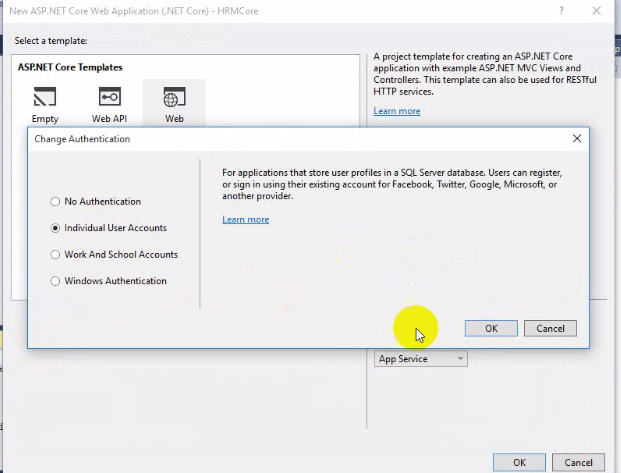 New ASP.NET Core Web Application (.NET Core) - HRMCore
Select a template:
ASP.NET Core Templates
Empty
Web API
Web
A project template for creating an ASP.NET Core
application with example ASP.NET MVC Views and
Controllers. This template can also be used for RESTful
HTTP services.
Learn more
Change Authentication
No Authentication
Individual User Accounts
Work And School Accounts
Windows Authentication
For applications that store user profiles in a SQL Server database. Users can register,
or sign in using their existing account for Facebook, Twitter, Google, Microsoft, or
another provider.
Learn more
OK
Cancel
App Service
OK
Cancel